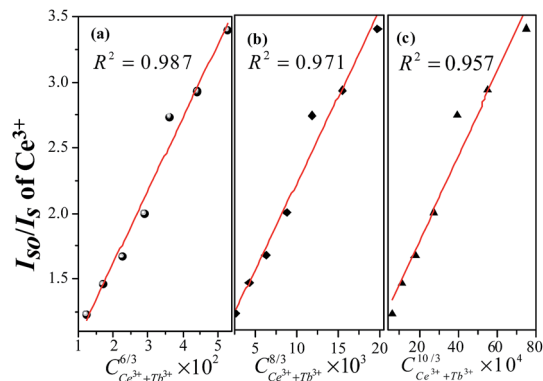 I_{so}/I_s of Ce³⁺
3.5
3.0
2.5
2.0
1.5
(a)
R² = 0.987
(b)
R² = 0.971
(c)
R² = 0.957
1 2 3 4 5
5 10 15 20
20 40 60 80
C^{6/3}_{Ce³⁺+Tb³⁺} ×10²
C^{8/3}_{Ce³⁺+Tb³⁺} ×10³
C^{10/3}_{Ce³⁺+Tb³⁺} ×10⁴